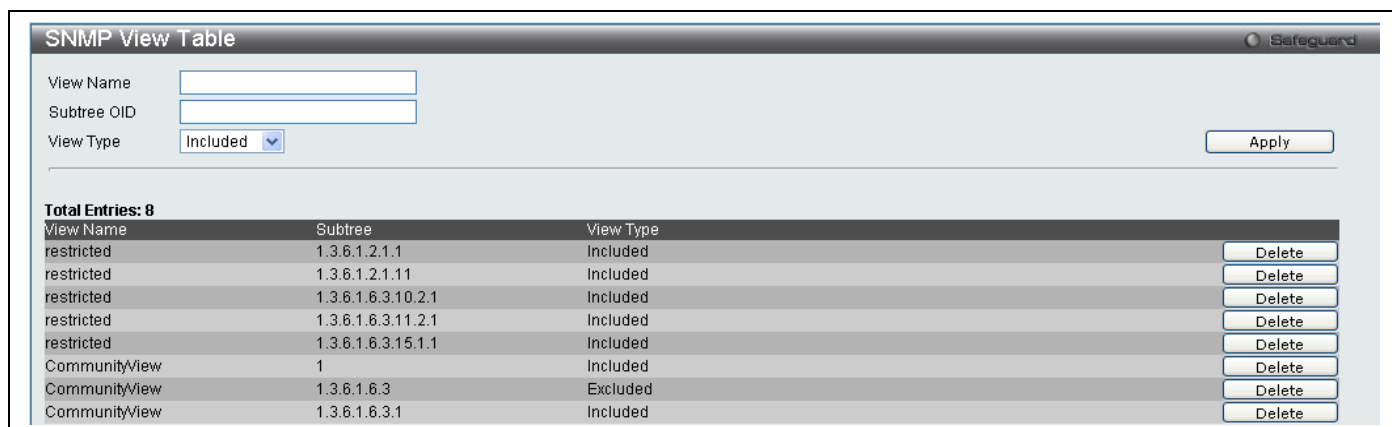 SNMP View Table
Safeguard
View Name
Subtree OID
View Type Included
Apply
Total Entries: 8
View Name Subtree View Type
restricted 1.3.6.1.2.1.1 Included Delete
restricted 1.3.6.1.2.1.11 Included Delete
restricted 1.3.6.1.6.3.10.2.1 Included Delete
restricted 1.3.6.1.6.3.11.2.1 Included Delete
restricted 1.3.6.1.6.3.15.1.1 Included Delete
CommunityView 1 Included Delete
CommunityView 1.3.6.1.6.3 Excluded Delete
CommunityView 1.3.6.1.6.3.1 Included Delete